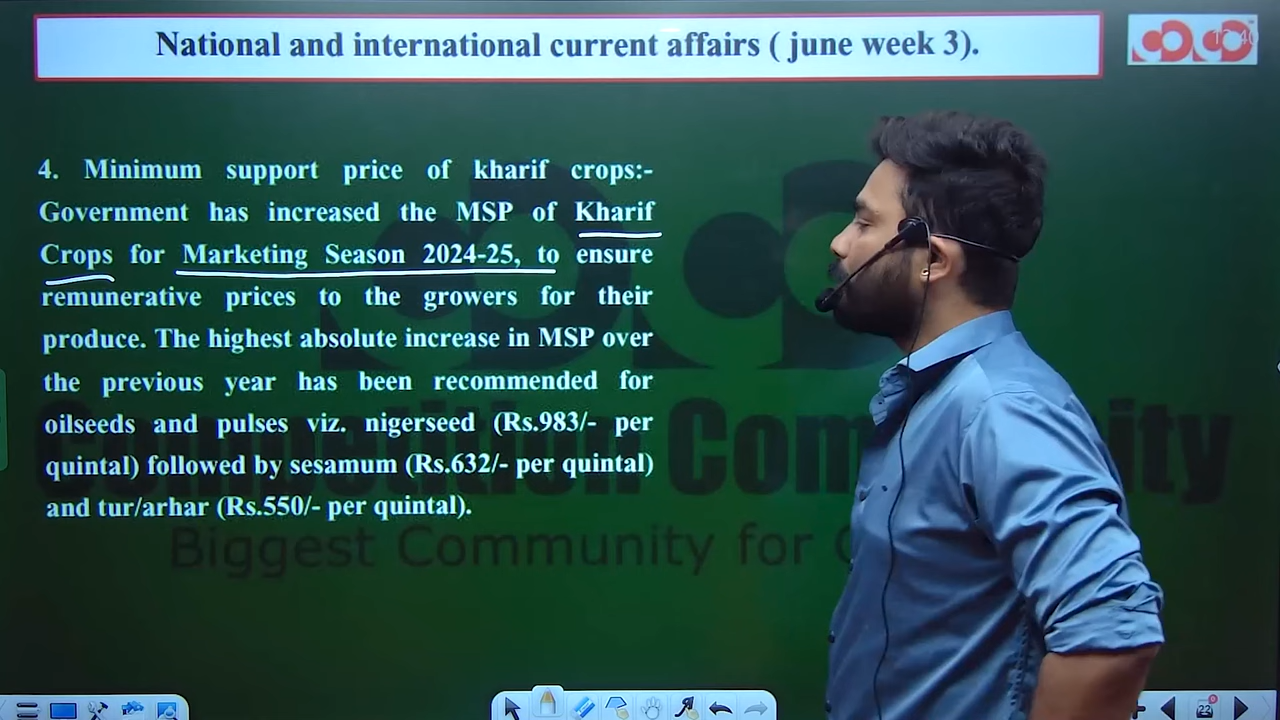 National and international current affairs ( june week 3).
4. Minimum support price of kharif crops:-
Government has increased the MSP of Kharif
Crops for Marketing Season 2024-25, to ensure
remunerative prices to the growers for their
produce. The highest absolute increase in MSP over
the previous year has been recommended for
oilseeds and pulses viz. nigerseed (Rs.983/- per
quintal) followed by sesamum (Rs.632/- per quintal)
and tur/arhar (Rs.550/- per quintal).
Competition Community
Biggest Community for
22